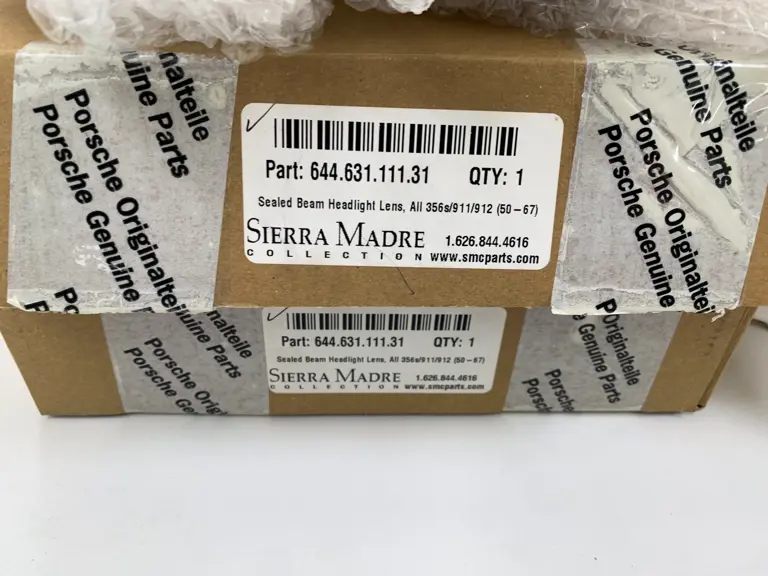 Porsche Originalteile
Porsche Genuine Parts
Part: 644.631.111.31 QTY: 1
Sealed Beam Headlight Lens, All 356s/911/912 (50-67)
SIERRA MADRE
COLLECTION
1.626.844.4616
www.smcparts.com
Porsche Originalteile
Porsche Genuine Parts
Part: 644.631.111.31 QTY: 1
Sealed Beam Headlight Lens, All 356s/911/912 (50-67)
SIERRA MADRE
COLLECTION
1.626.844.4616
www.smcparts.com
Porsche Originalteile
Porsche Genuine Parts
Originalteile
Genuine Parts